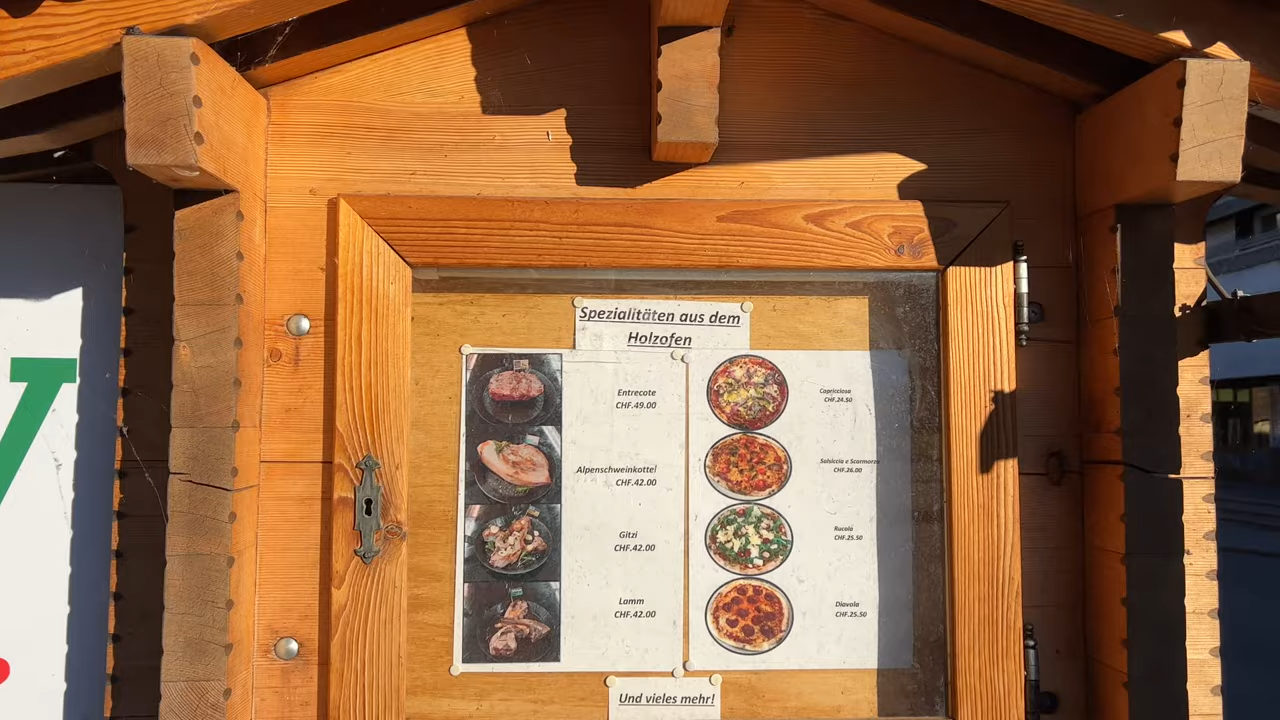 Spezialitäten aus dem
Holzofen
Entrecote
CHF.49.00
Alpenschweinkottel
CHF.42.00
Gitzi
CHF.42.00
Lamm
CHF.42.00
Capricciosa
CHF.24.50
Salsiccia e Scarmorza
CHF.26.00
Rucola
CHF.25.50
Diavola
CHF.25.50
Und vieles mehr!